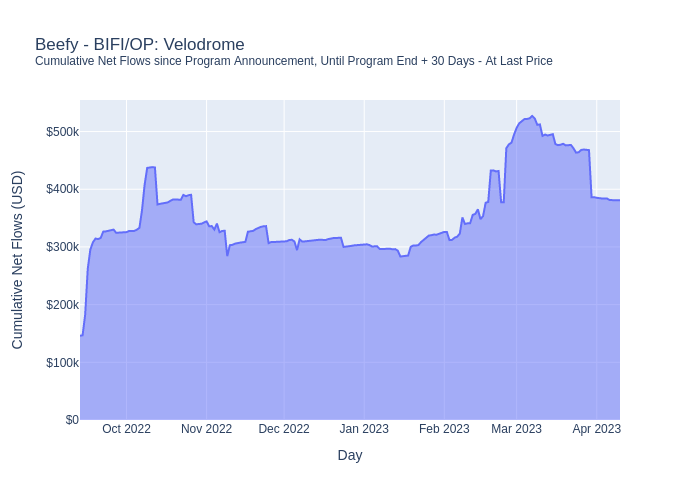 Beefy - BIFI/OP: Velodrome
Cumulative Net Flows since Program Announcement, Until Program End + 30 Days - At Last Price
Cumulative Net Flows (USD)
$500k
$400k
$300k
$200k
$100k
$0
Oct 2022 Nov 2022 Dec 2022 Jan 2023 Feb 2023 Mar 2023 Apr 2023
Day